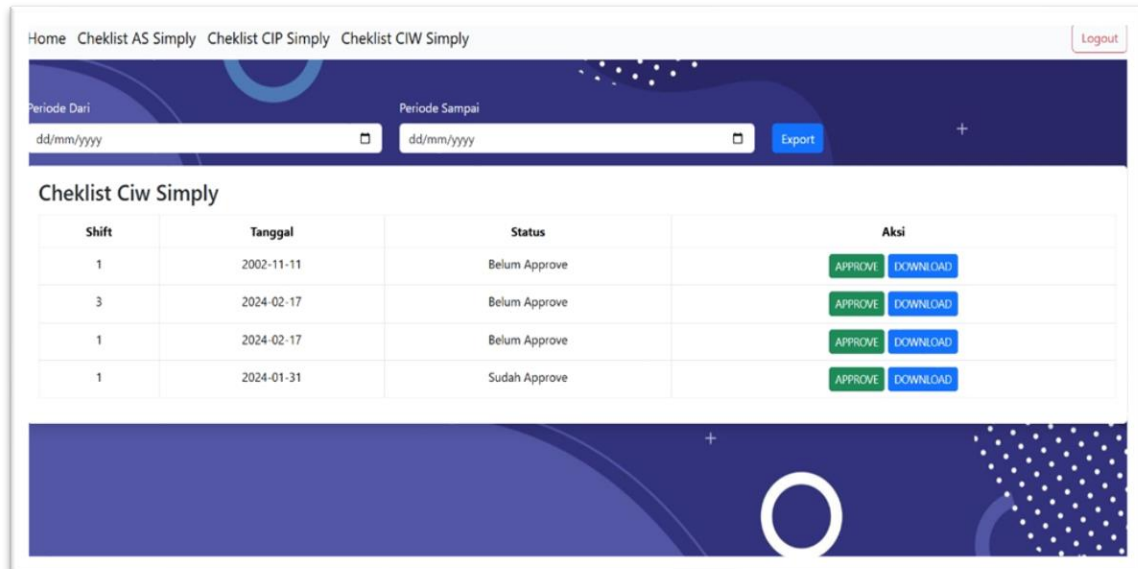 Home Cheklist AS Simply Cheklist CIP Simply Cheklist CIW Simply Logout
Periode Dari Periode Sampai
dd/mm/yyyy dd/mm/yyyy Export
Cheklist Ciw Simply
Shift Tanggal Status Aksi
1 2002-11-11 Belum Approve APPROVE DOWNLOAD
3 2024-02-17 Belum Approve APPROVE DOWNLOAD
1 2024-02-17 Belum Approve APPROVE DOWNLOAD
1 2024-01-31 Sudah Approve APPROVE DOWNLOAD